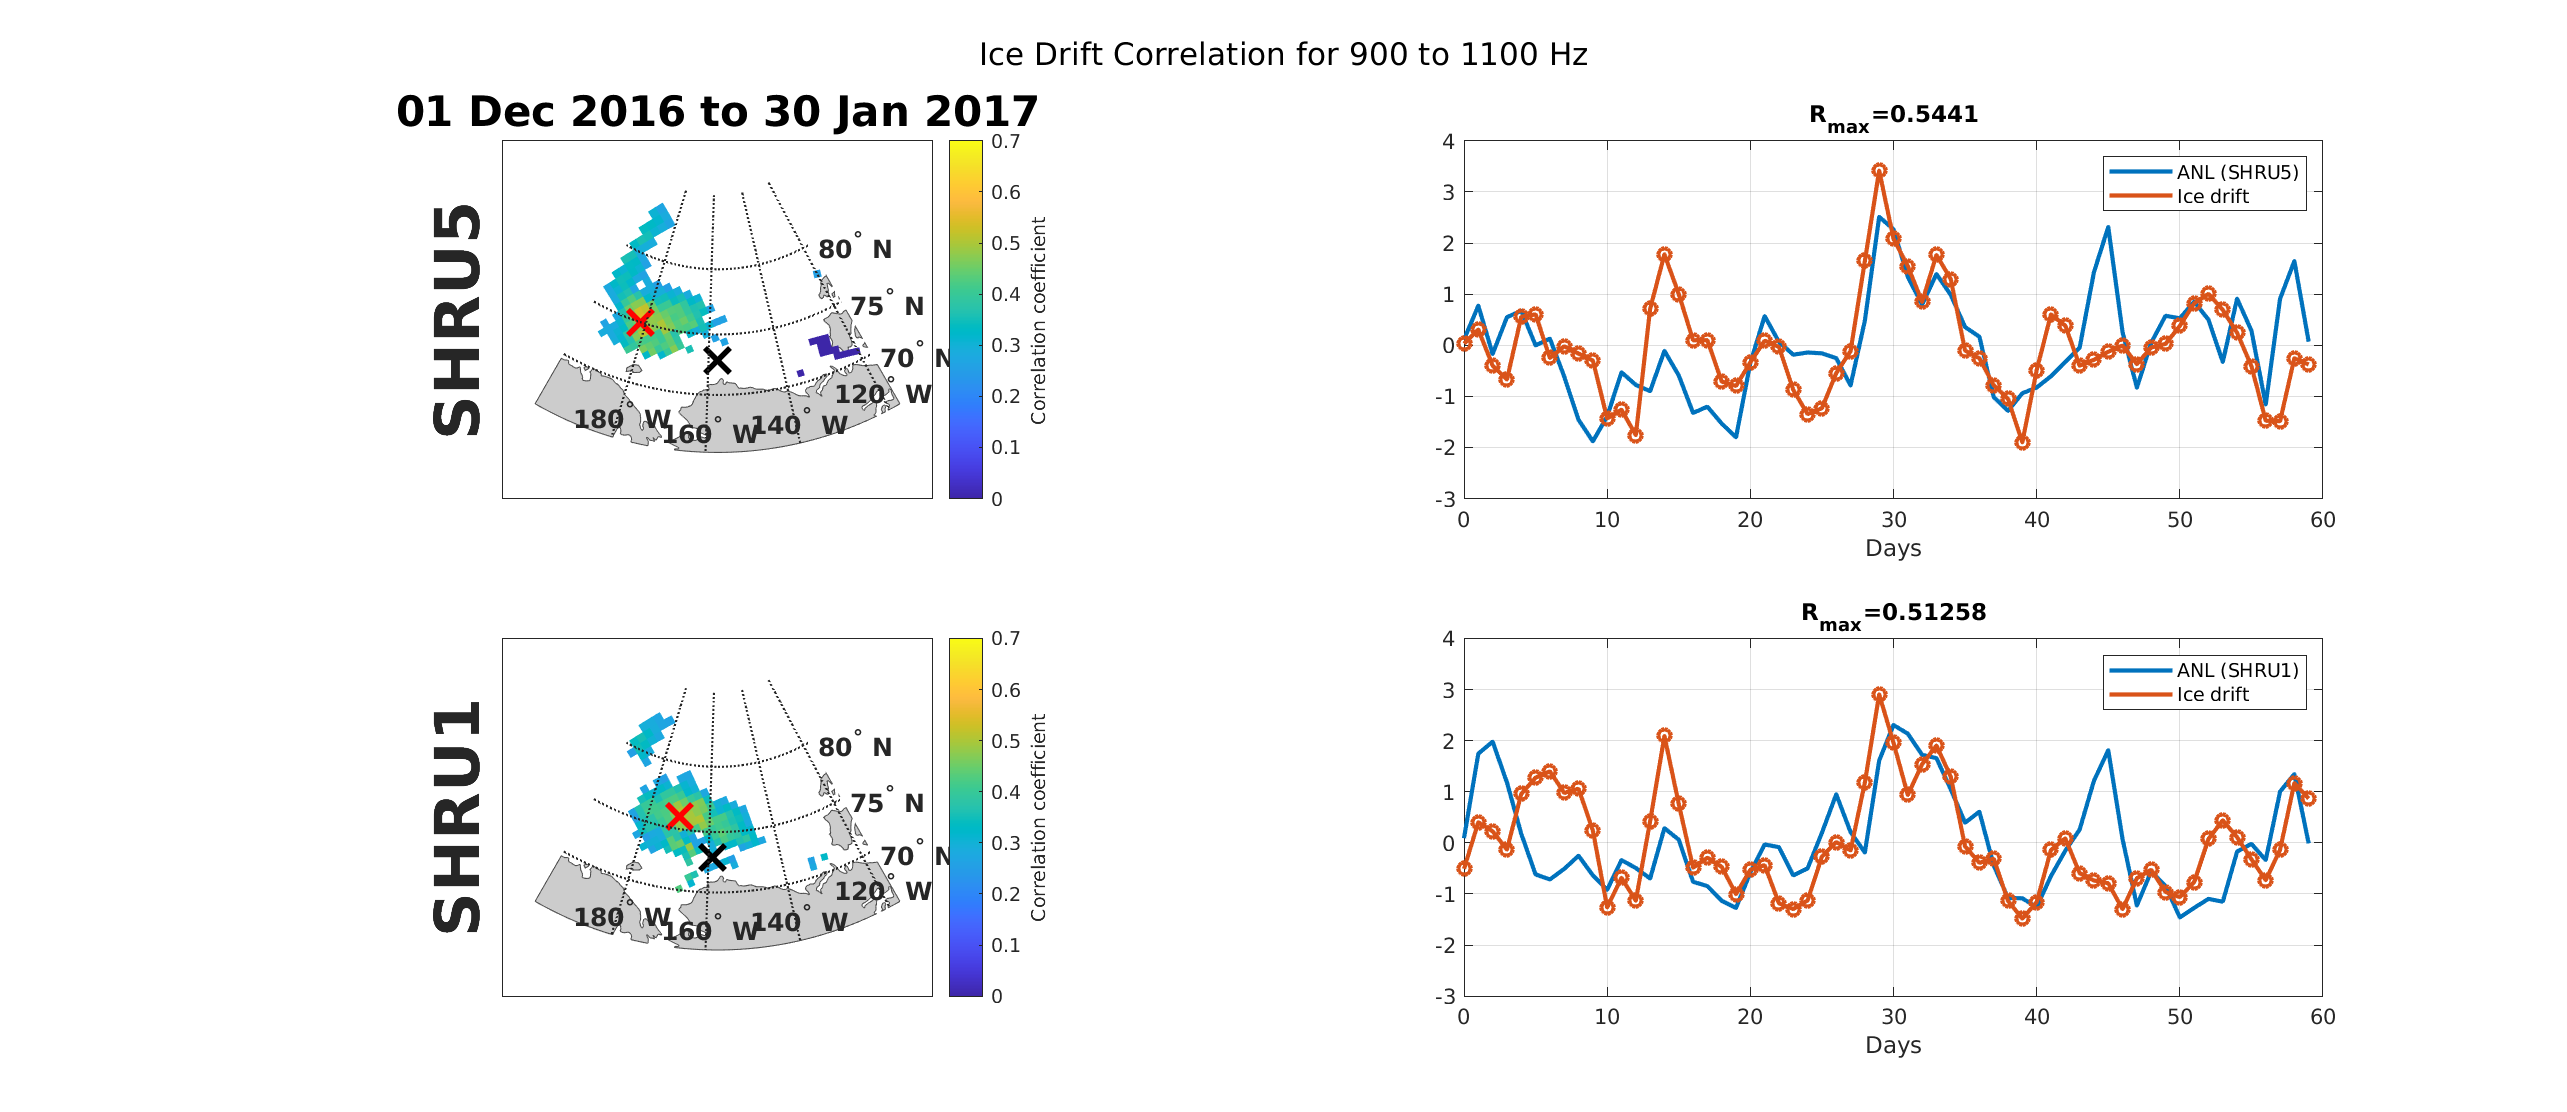 Ice Drift Correlation for 900 to 1100 Hz
01 Dec 2016 to 30 Jan 2017
SHRU5
80° N
75° N
70° N
120° W
180° W
160° W
140° W
0.7
0.6
0.5
0.4
0.3
0.2
0.1
0
Correlation coefficient
Rmax=0.5441
4
3
2
1
0
-1
-2
-3
0 10 20 30 40 50 60
Days
ANL (SHRU5)
Ice drift
SHRU1
80° N
75° N
70° N
120° W
180° W
160° W
140° W
0.7
0.6
0.5
0.4
0.3
0.2
0.1
0
Correlation coefficient
Rmax=0.51258
4
3
2
1
0
-1
-2
-3
0 10 20 30 40 50 60
Days
ANL (SHRU1)
Ice drift